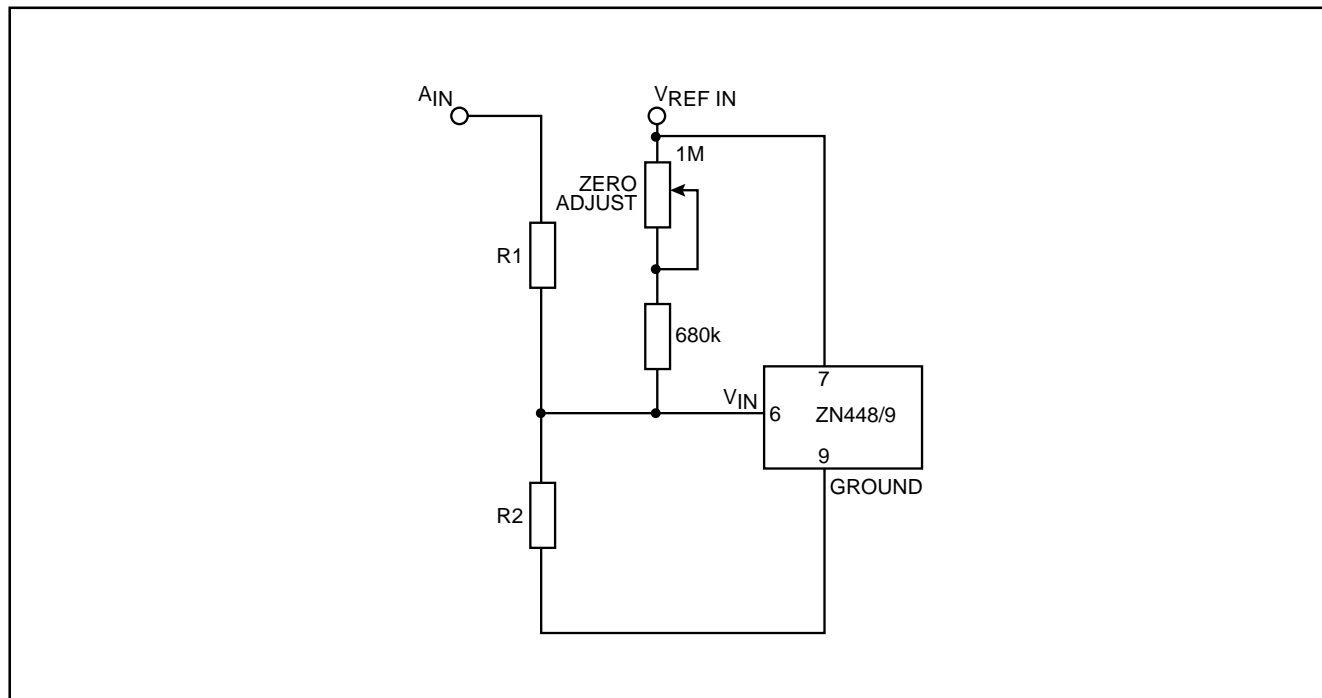 AIN
VREF IN
1M
ZERO
ADJUST
R1
680k
7
VIN
6
ZN448/9
9
GROUND
R2